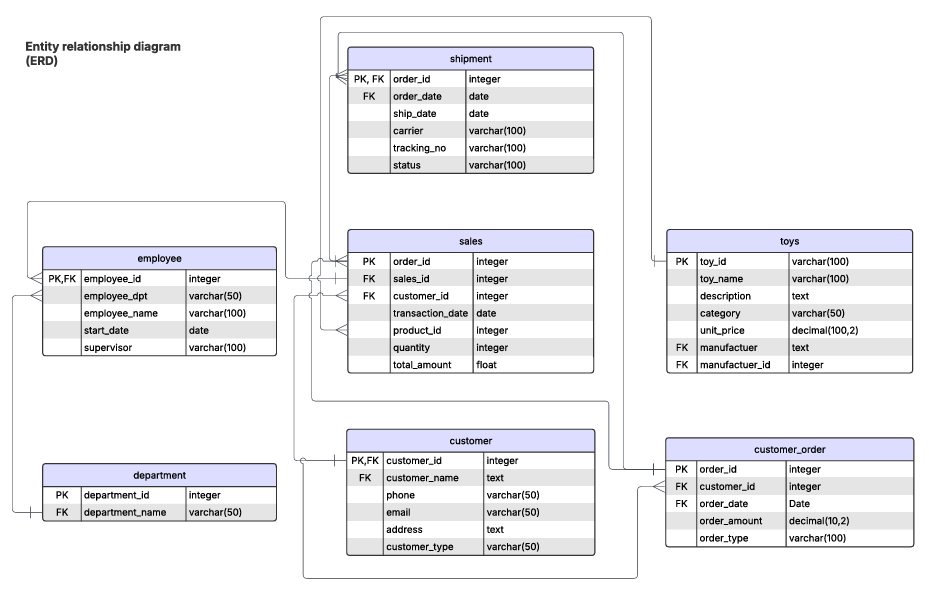 Entity relationship diagram
(ERD)
shipment
PK, FK order_id integer
FK order_date date
ship_date date
carrier varchar(100)
tracking_no varchar(100)
status varchar(100)
employee
PK,FK employee_id integer
employee_dpt varchar(50)
employee_name varchar(100)
start_date date
supervisor varchar(100)
sales
PK order_id integer
FK sales_id integer
FK customer_id integer
transaction_date date
product_id integer
quantity integer
total_amount float
toys
PK toy_id varchar(100)
toy_name varchar(100)
description text
category varchar(50)
unit_price decimal(100,2)
FK manufactuer text
FK manufactuer_id integer
department
PK department_id integer
FK department_name varchar(50)
customer
PK,FK customer_id integer
FK customer_name text
phone varchar(50)
email varchar(50)
address text
customer_type varchar(50)
customer_order
PK order_id integer
FK customer_id integer
FK order_date Date
order_amount decimal(10,2)
order_type varchar(100)